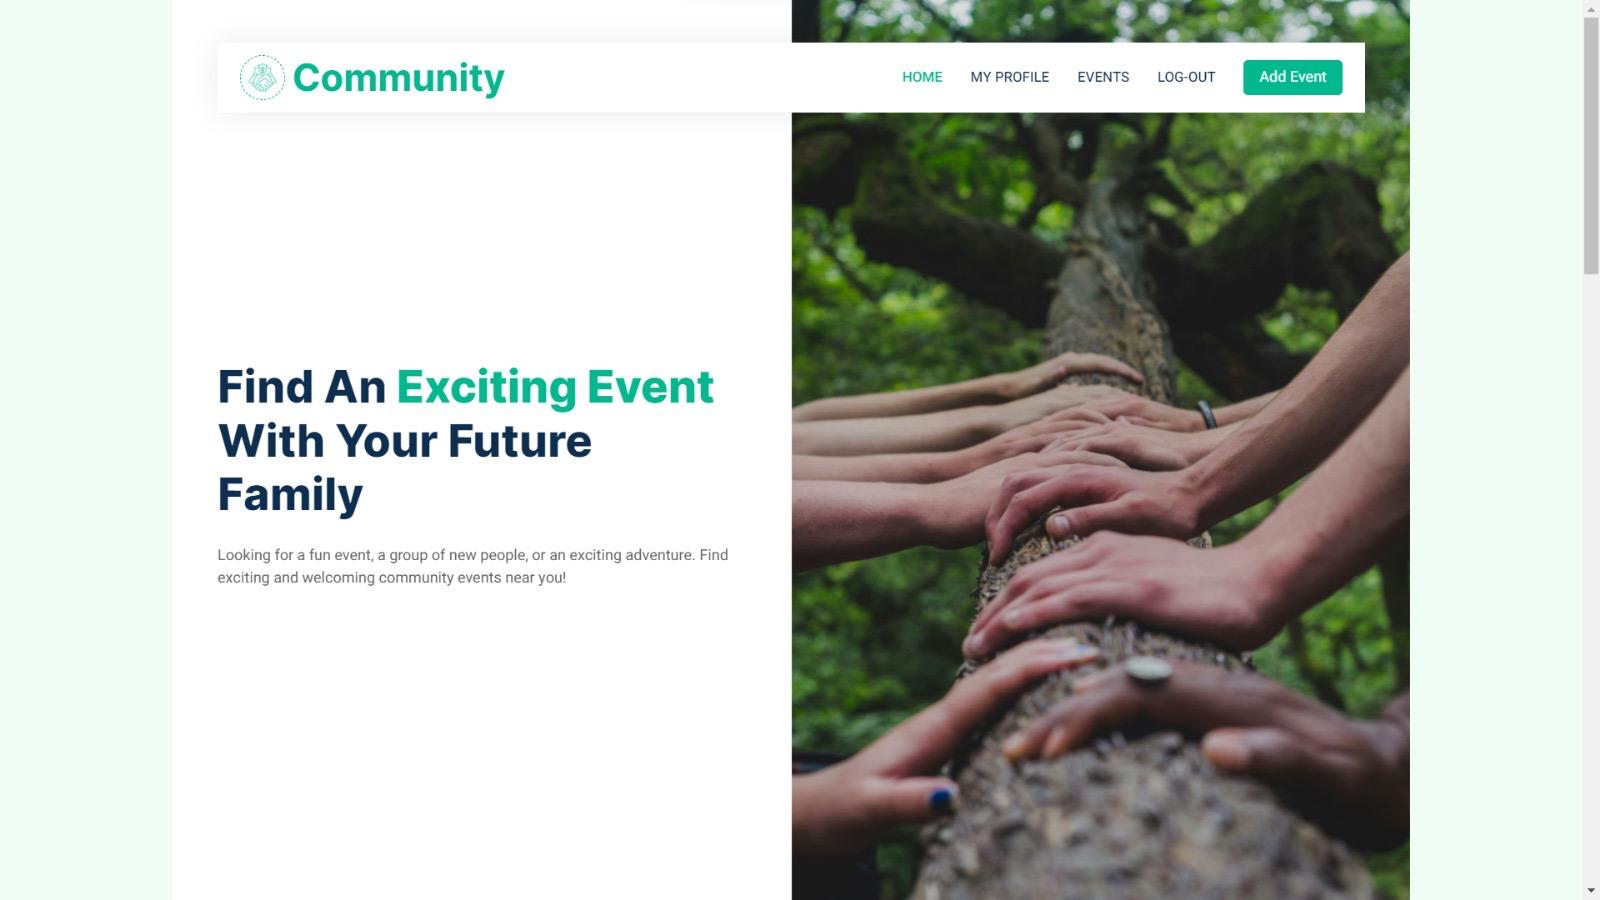 Community
HOME MY PROFILE EVENTS LOG-OUT Add Event
Find An Exciting Event
With Your Future
Family
Looking for a fun event, a group of new people, or an exciting adventure. Find
exciting and welcoming community events near you!